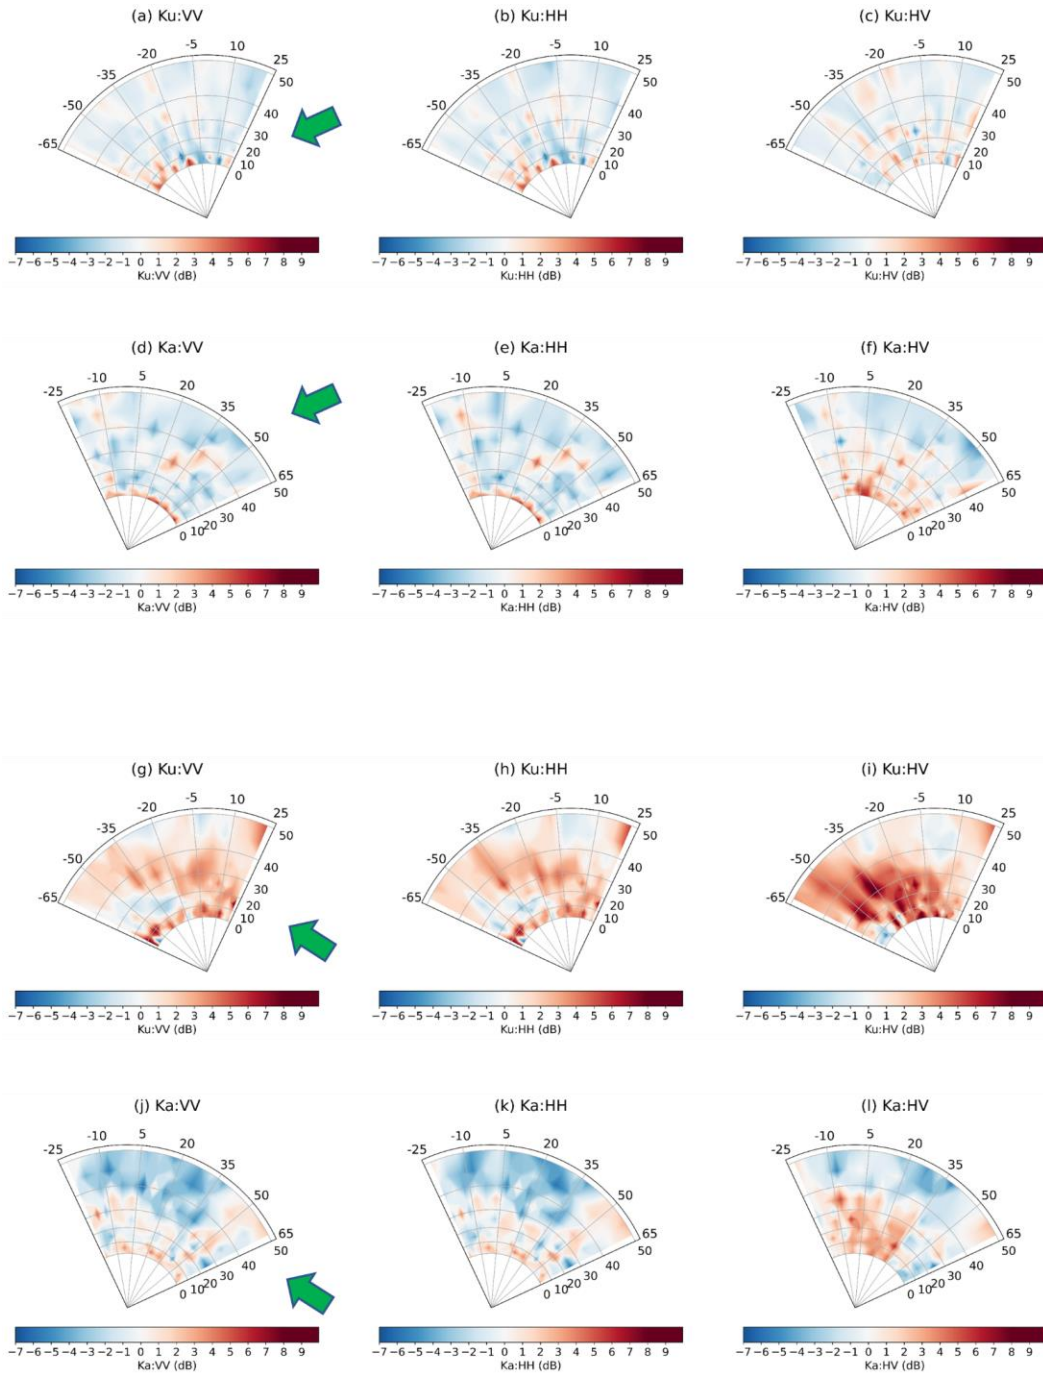 (a) Ku:VV (b) Ku:HH (c) Ku:HV
-65 -50 -35 -20 -5 10 25 50 40 30 20 10 0
-65 -50 -35 -20 -5 10 25 50 40 30 20 10 0
-65 -50 -35 -20 -5 10 25 50 40 30 20 10 0
−7 −6 −5 −4 −3 −2 −1 0 1 2 3 4 5 6 7 8 9
−7 −6 −5 −4 −3 −2 −1 0 1 2 3 4 5 6 7 8 9
−7 −6 −5 −4 −3 −2 −1 0 1 2 3 4 5 6 7 8 9
Ku:VV (dB) Ku:HH (dB) Ku:HV (dB)
(d) Ka:VV (e) Ka:HH (f) Ka:HV
-25 -10 5 20 35 50 65 50 40 30 20 10 0
-25 -10 5 20 35 50 65 50 40 30 20 10 0
-25 -10 5 20 35 50 65 50 40 30 20 10 0
−7 −6 −5 −4 −3 −2 −1 0 1 2 3 4 5 6 7 8 9
−7 −6 −5 −4 −3 −2 −1 0 1 2 3 4 5 6 7 8 9
−7 −6 −5 −4 −3 −2 −1 0 1 2 3 4 5 6 7 8 9
Ka:VV (dB) Ka:HH (dB) Ka:HV (dB)
(g) Ku:VV (h) Ku:HH (i) Ku:HV
-65 -50 -35 -20 -5 10 25 50 40 30 20 10 0
-65 -50 -35 -20 -5 10 25 50 40 30 20 10 0
-65 -50 -35 -20 -5 10 25 50 40 30 20 10 0
−7 −6 −5 −4 −3 −2 −1 0 1 2 3 4 5 6 7 8 9
−7 −6 −5 −4 −3 −2 −1 0 1 2 3 4 5 6 7 8 9
−7 −6 −5 −4 −3 −2 −1 0 1 2 3 4 5 6 7 8 9
Ku:VV (dB) Ku:HH (dB) Ku:HV (dB)
(j) Ka:VV (k) Ka:HH (l) Ka:HV
-25 -10 5 20 35 50 65 50 40 30 20 10 0
-25 -10 5 20 35 50 65 50 40 30 20 10 0
-25 -10 5 20 35 50 65 50 40 30 20 10 0
−7 −6 −5 −4 −3 −2 −1 0 1 2 3 4 5 6 7 8 9
−7 −6 −5 −4 −3 −2 −1 0 1 2 3 4 5 6 7 8 9
−7 −6 −5 −4 −3 −2 −1 0 1 2 3 4 5 6 7 8 9
Ka:VV (dB) Ka:HH (dB) Ka:HV (dB)